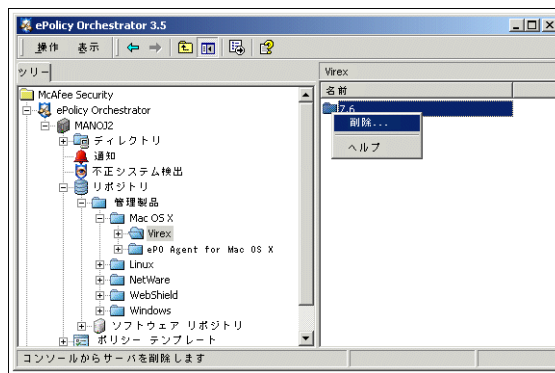 ePolicy Orchestrator 3.5
操作 表示
ツリー
McAfee Security
ePolicy Orchestrator
MANOJ2
ディレクトリ
通知
不正システム検出
リポジトリ
管理製品
Mac OS X
Virex
ePO Agent for Mac OS X
Linux
NetWare
WebShield
Windows
ソフトウェア リポジトリ
ポリシー テンプレート
Virex
名前
7.6
削除...
ヘルプ
コンソールからサーバを削除します